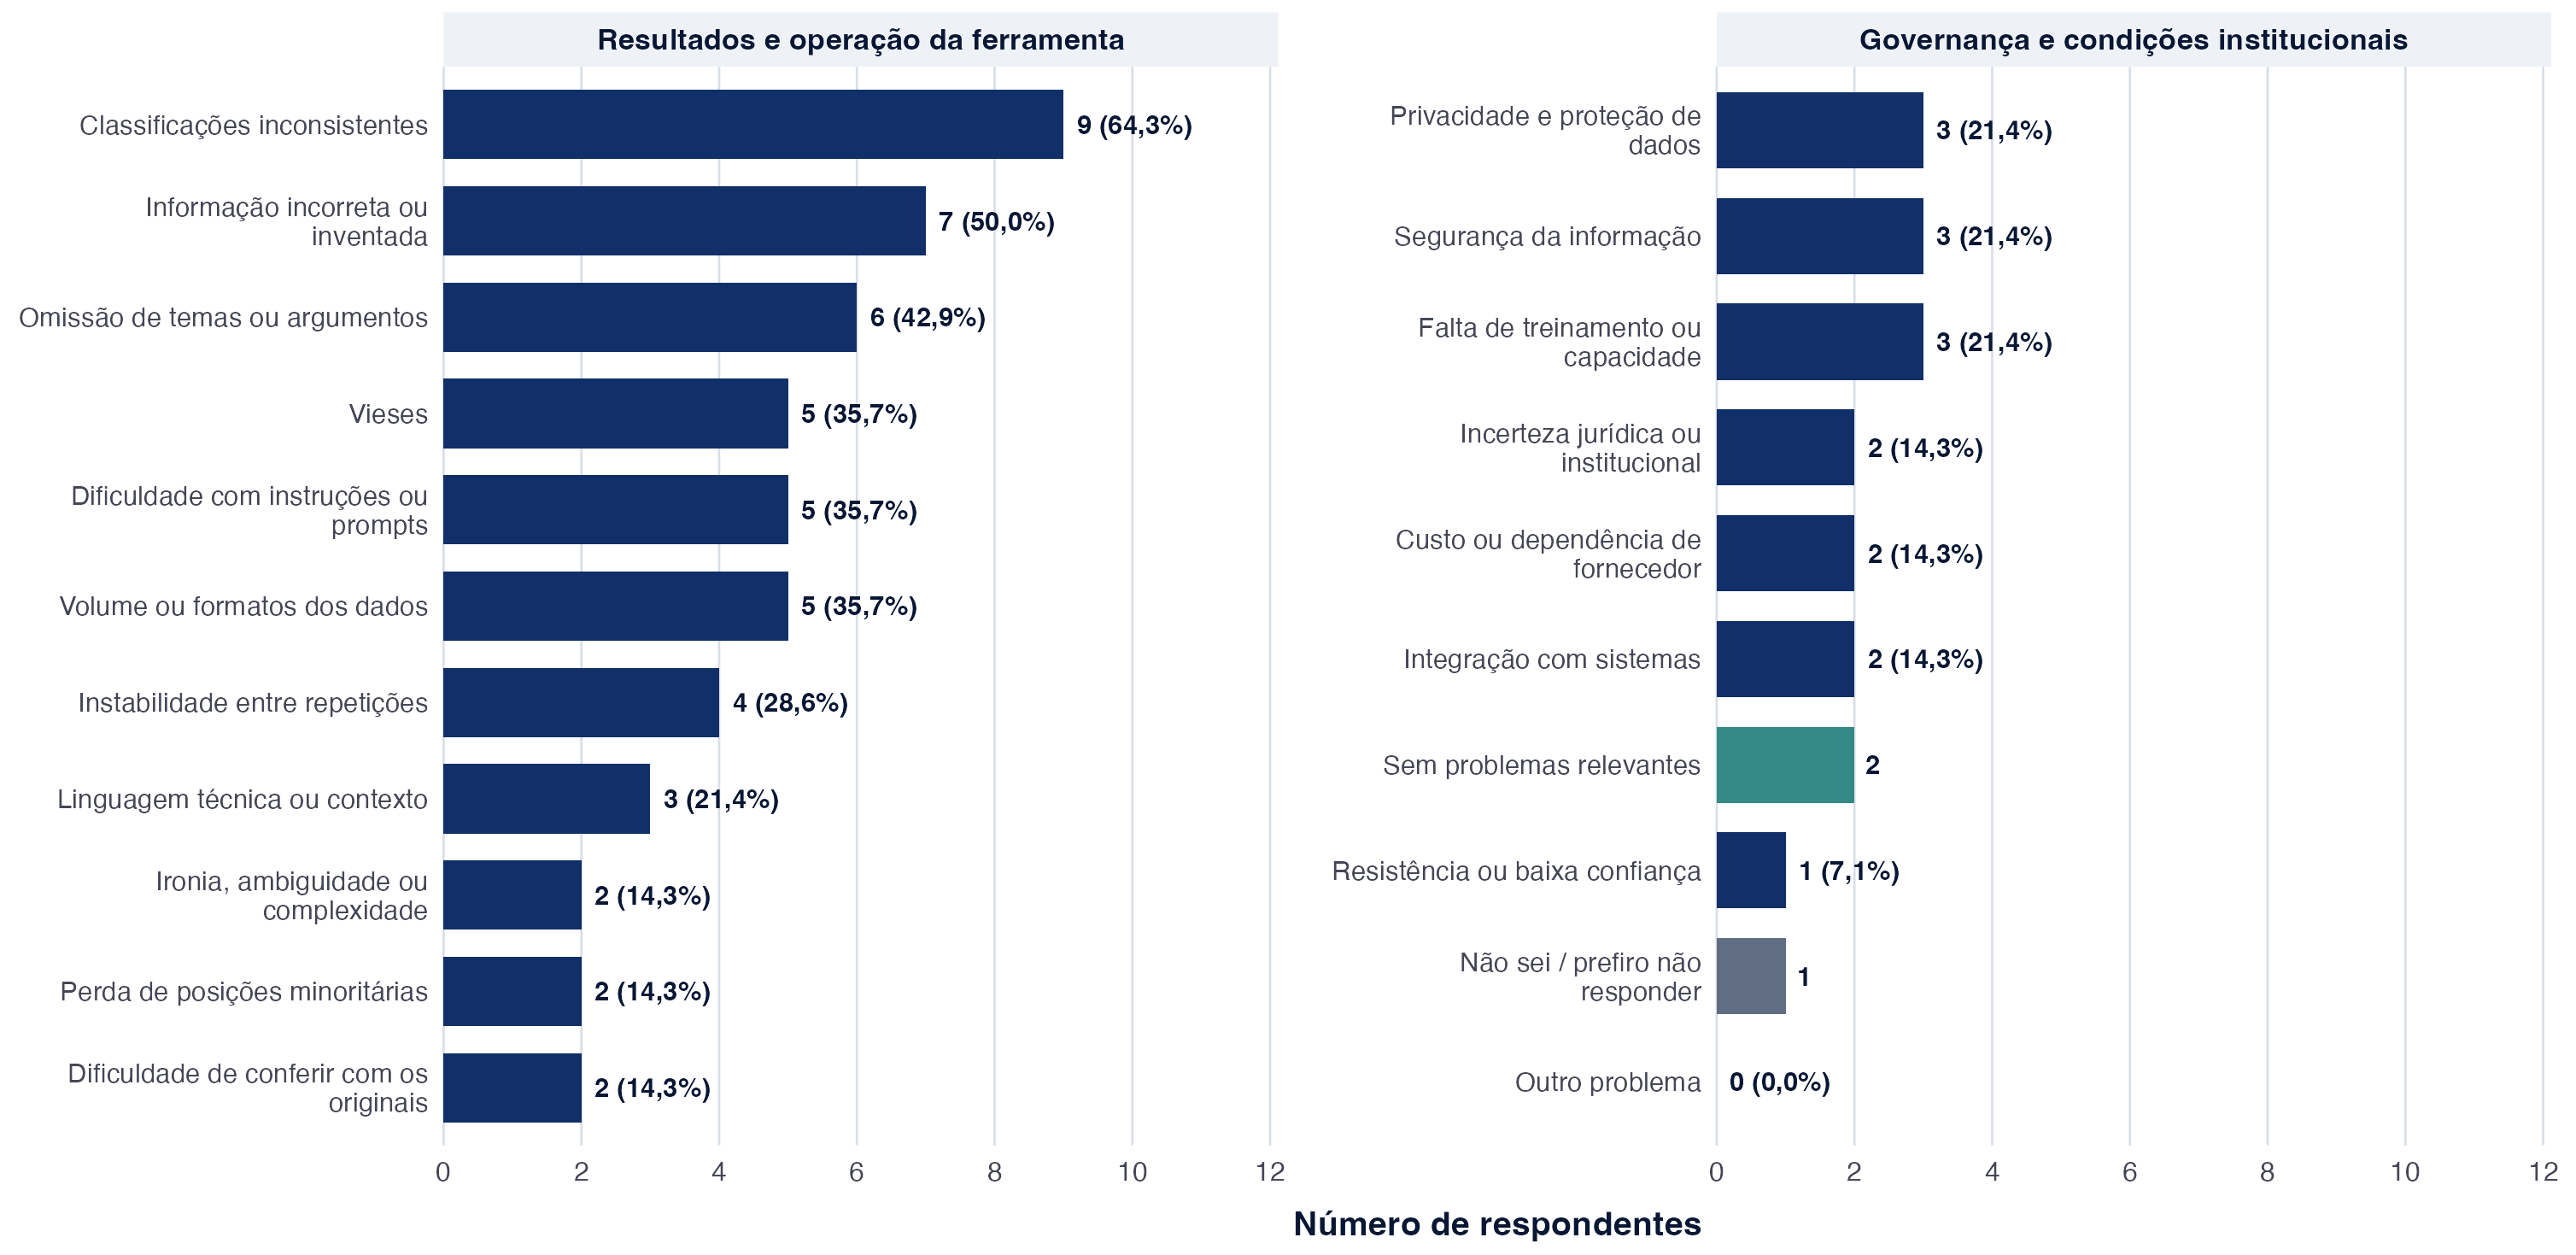 Resultados e operação da ferramenta
Classificações inconsistentes
9 (64,3%)
Informação incorreta ou
inventada
7 (50,0%)
Omissão de temas ou argumentos
6 (42,9%)
Vieses
5 (35,7%)
Dificuldade com instruções ou
prompts
5 (35,7%)
Volume ou formatos dos dados
5 (35,7%)
Instabilidade entre repetições
4 (28,6%)
Linguagem técnica ou contexto
3 (21,4%)
Ironia, ambiguidade ou
complexidade
2 (14,3%)
Perda de posições minoritárias
2 (14,3%)
Dificuldade de conferir com os
originais
2 (14,3%)
0 2 4 6 8 10 12
Governança e condições institucionais
Privacidade e proteção de
dados
3 (21,4%)
Segurança da informação
3 (21,4%)
Falta de treinamento ou
capacidade
3 (21,4%)
Incerteza jurídica ou
institucional
2 (14,3%)
Custo ou dependência de
fornecedor
2 (14,3%)
Integração com sistemas
2 (14,3%)
Sem problemas relevantes
2
Resistência ou baixa confiança
1 (7,1%)
Não sei / prefiro não
responder
1
Outro problema
0 (0,0%)
0 2 4 6 8 10 12
Número de respondentes